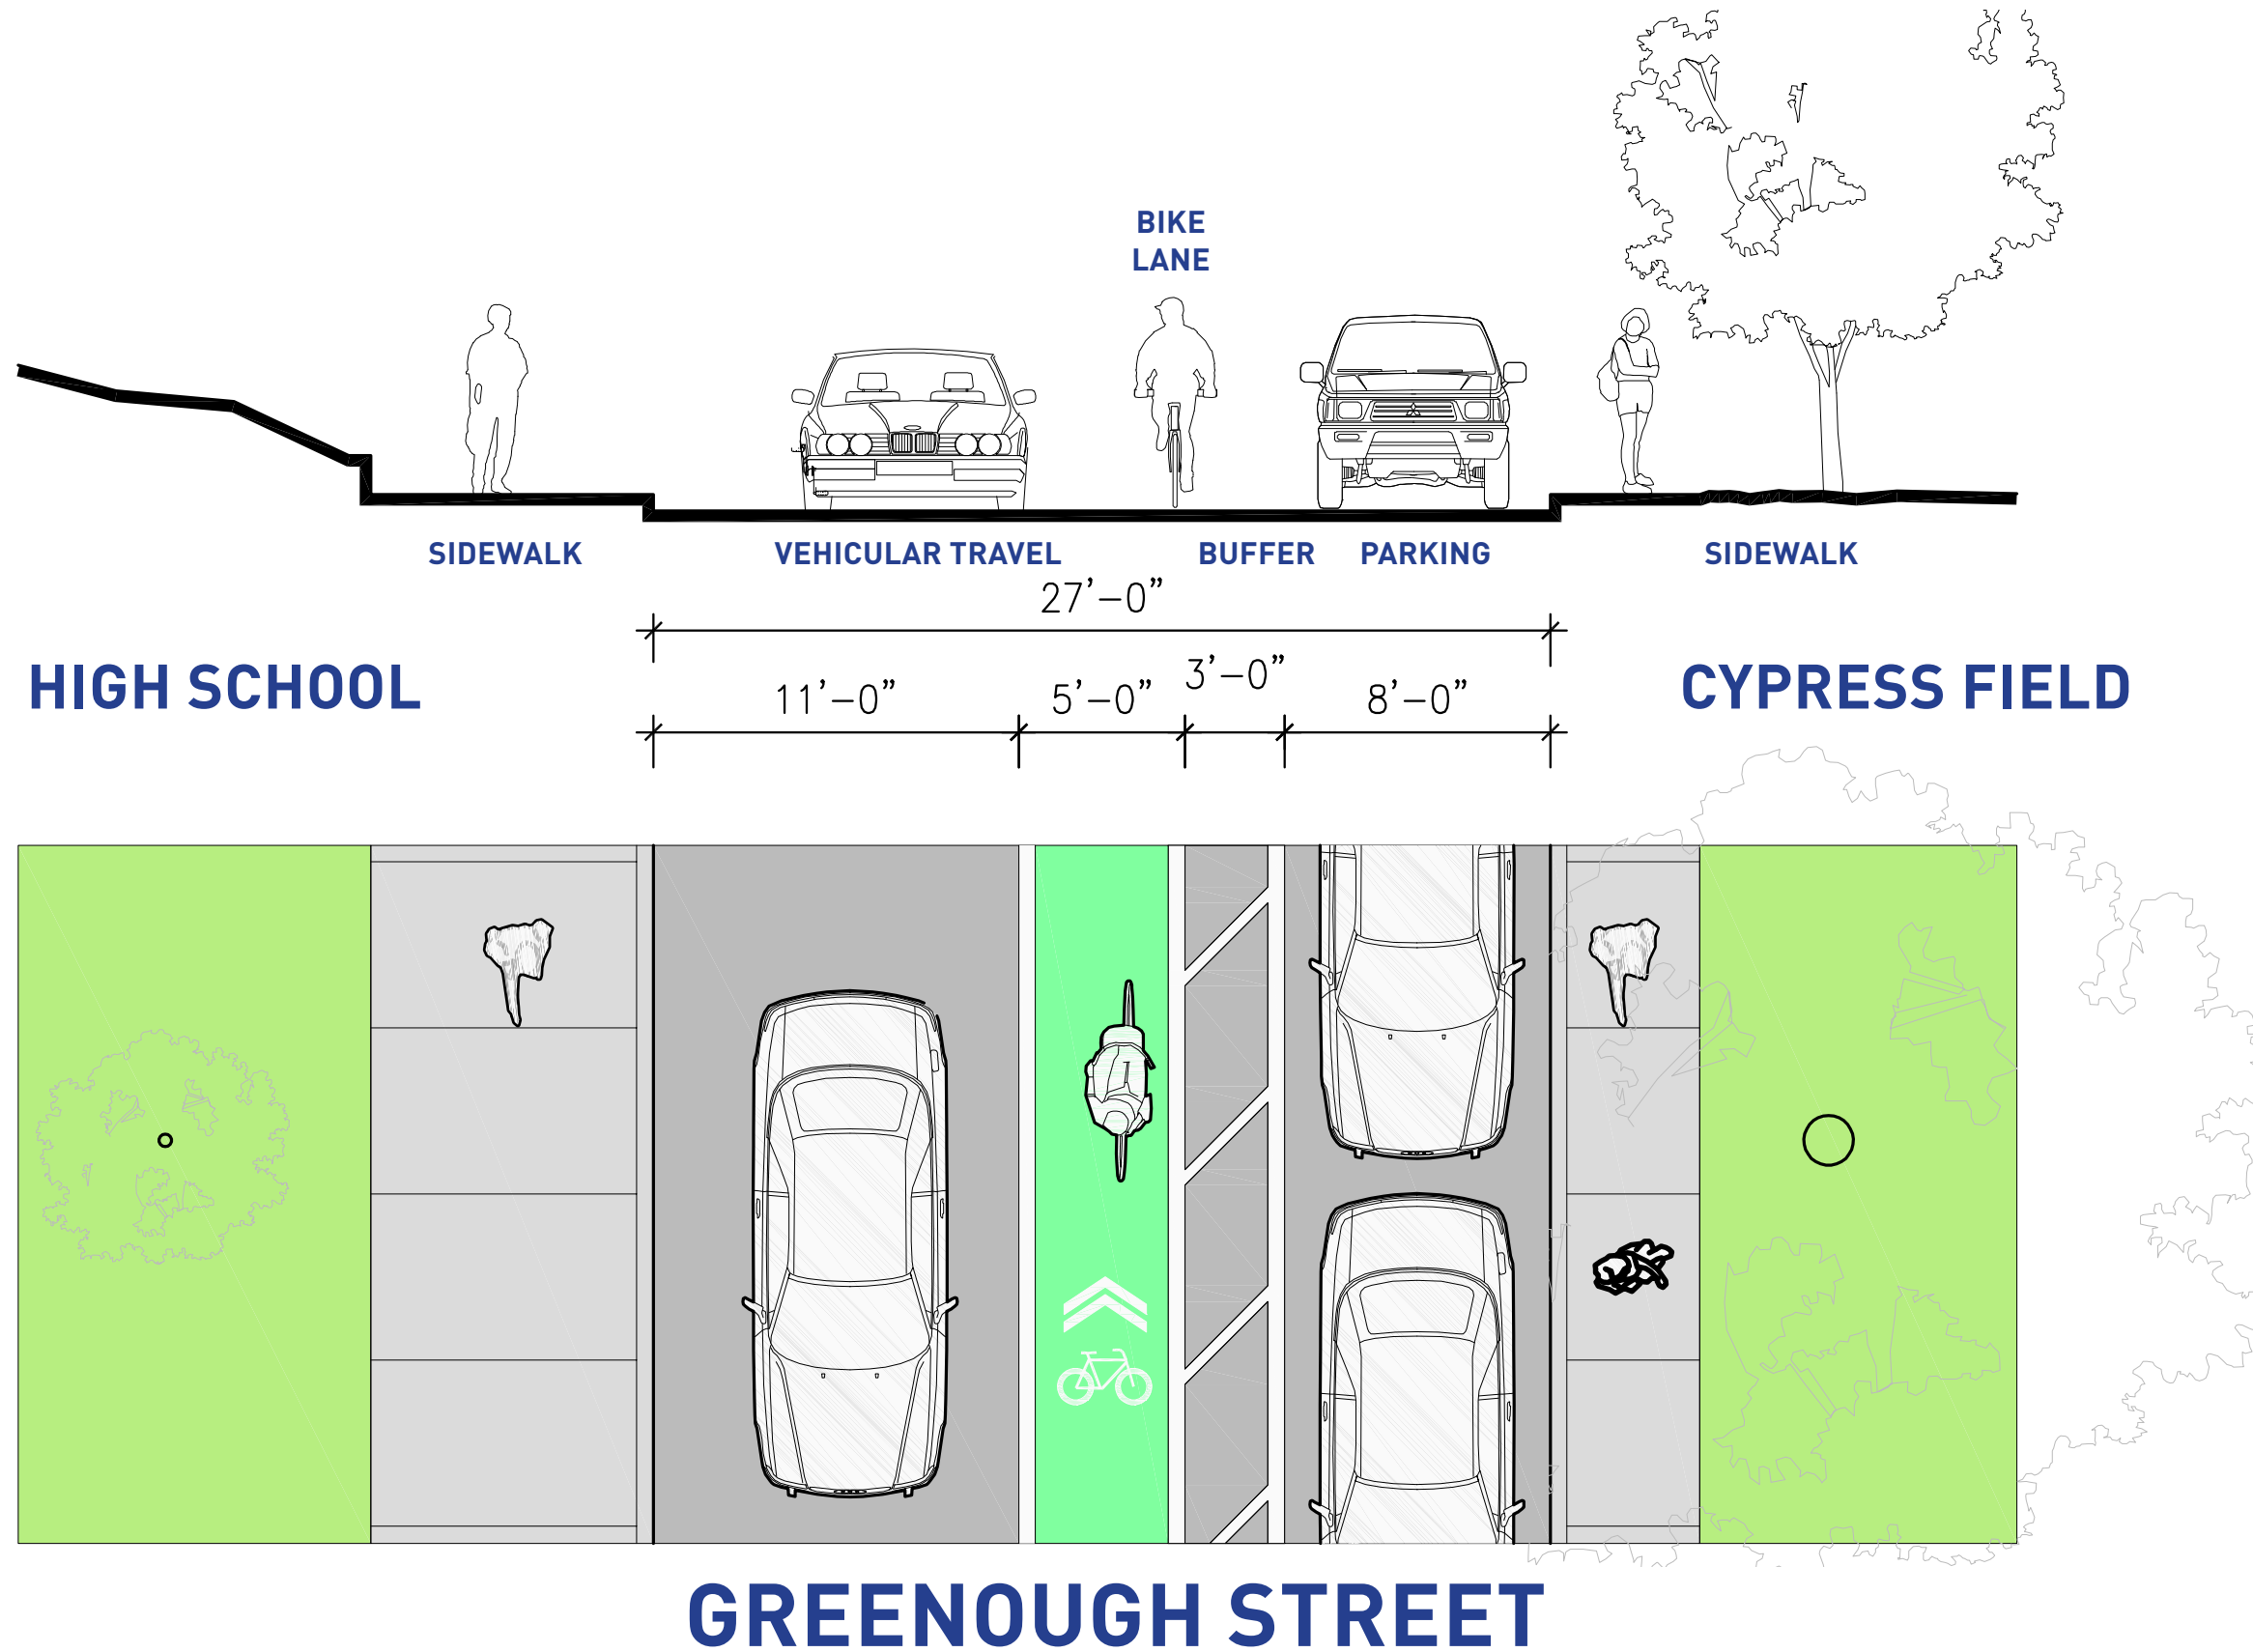 BIKE
LANE
SIDEWALK VEHICULAR TRAVEL BUFFER PARKING SIDEWALK
27’-0”
HIGH SCHOOL
11’-0” 5’-0” 3’-0” 8’-0”
CYPRESS FIELD
GREENOUGH STREET